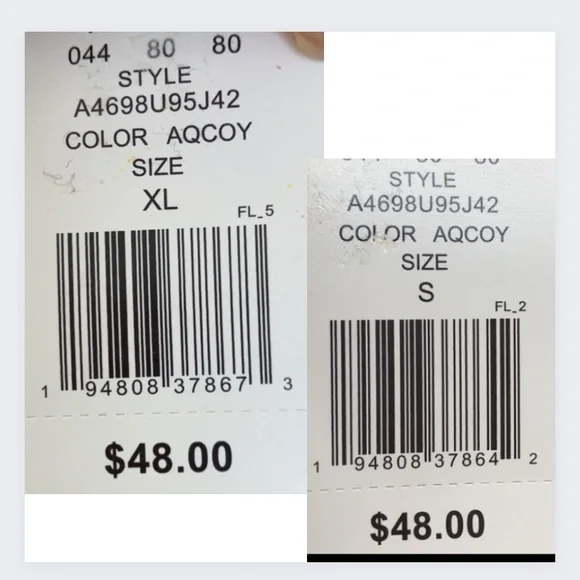 044 80 80
STYLE
A4698U95J42
COLOR AQCOY
SIZE
XL
FL_5
1 94808 37867 3
$48.00
STYLE
A4698U95J42
COLOR AQCOY
SIZE
S
FL_2
1 94808 37864 2
$48.00